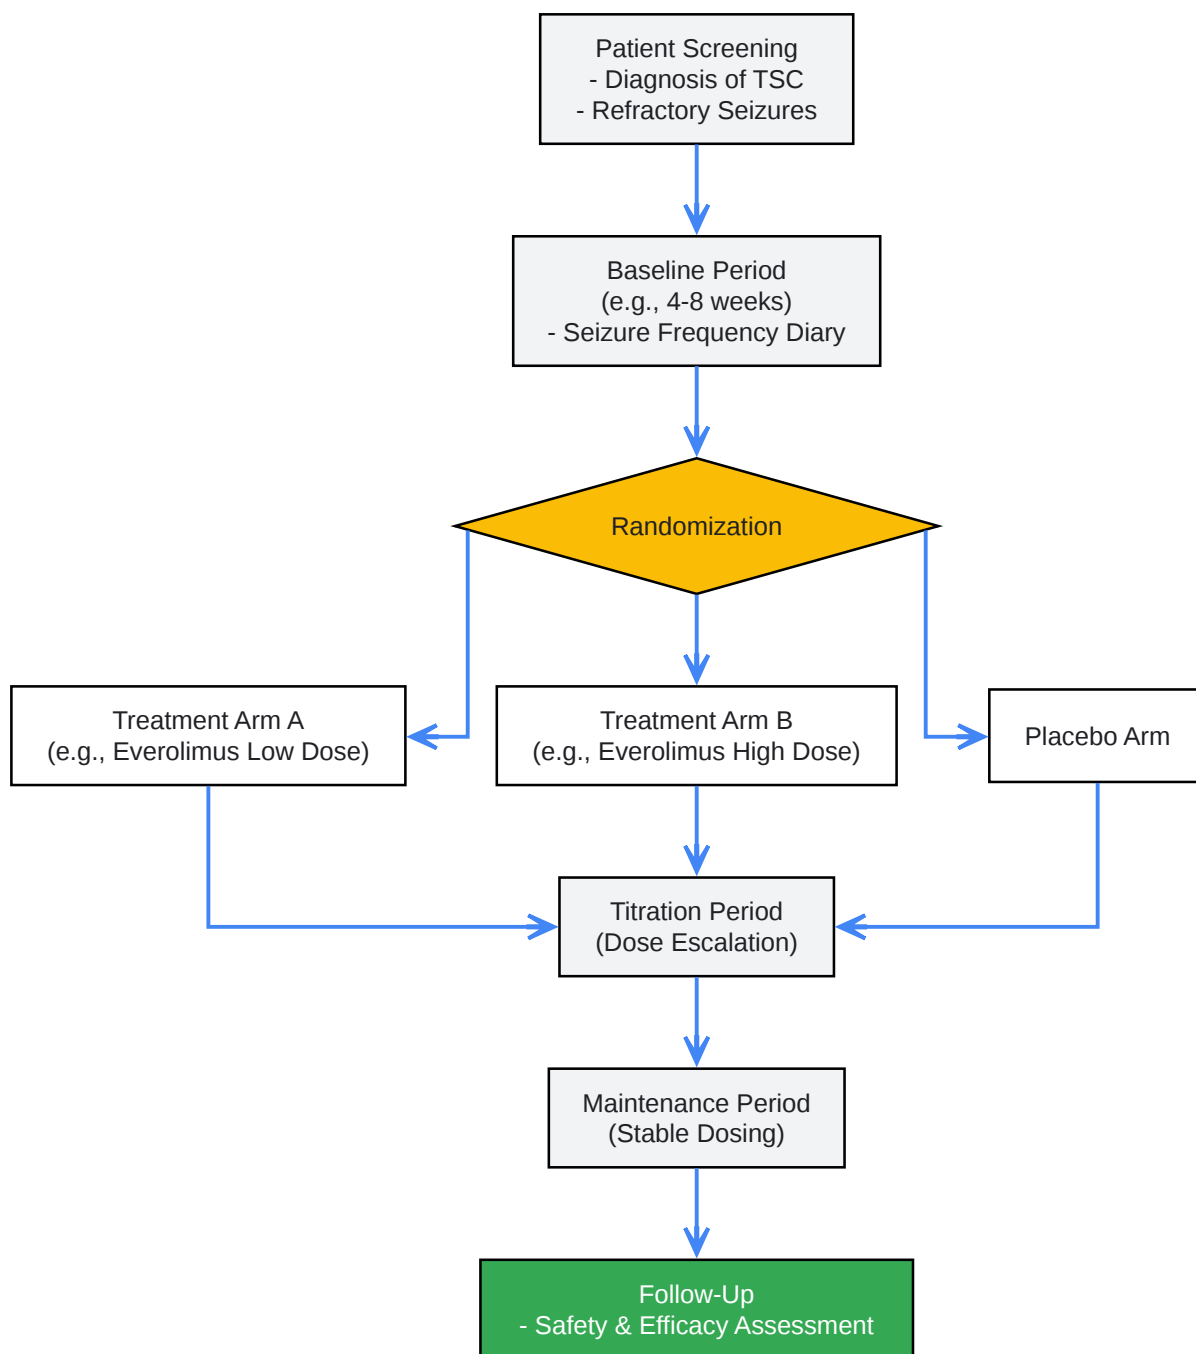 Patient Screening
- Diagnosis of TSC
- Refractory Seizures
Baseline Period
(e.g., 4-8 weeks)
- Seizure Frequency Diary
Randomization
Treatment Arm A
(e.g., Everolimus Low Dose)
Treatment Arm B
(e.g., Everolimus High Dose)
Placebo Arm
Titration Period
(Dose Escalation)
Maintenance Period
(Stable Dosing)
Follow-Up
- Safety & Efficacy Assessment